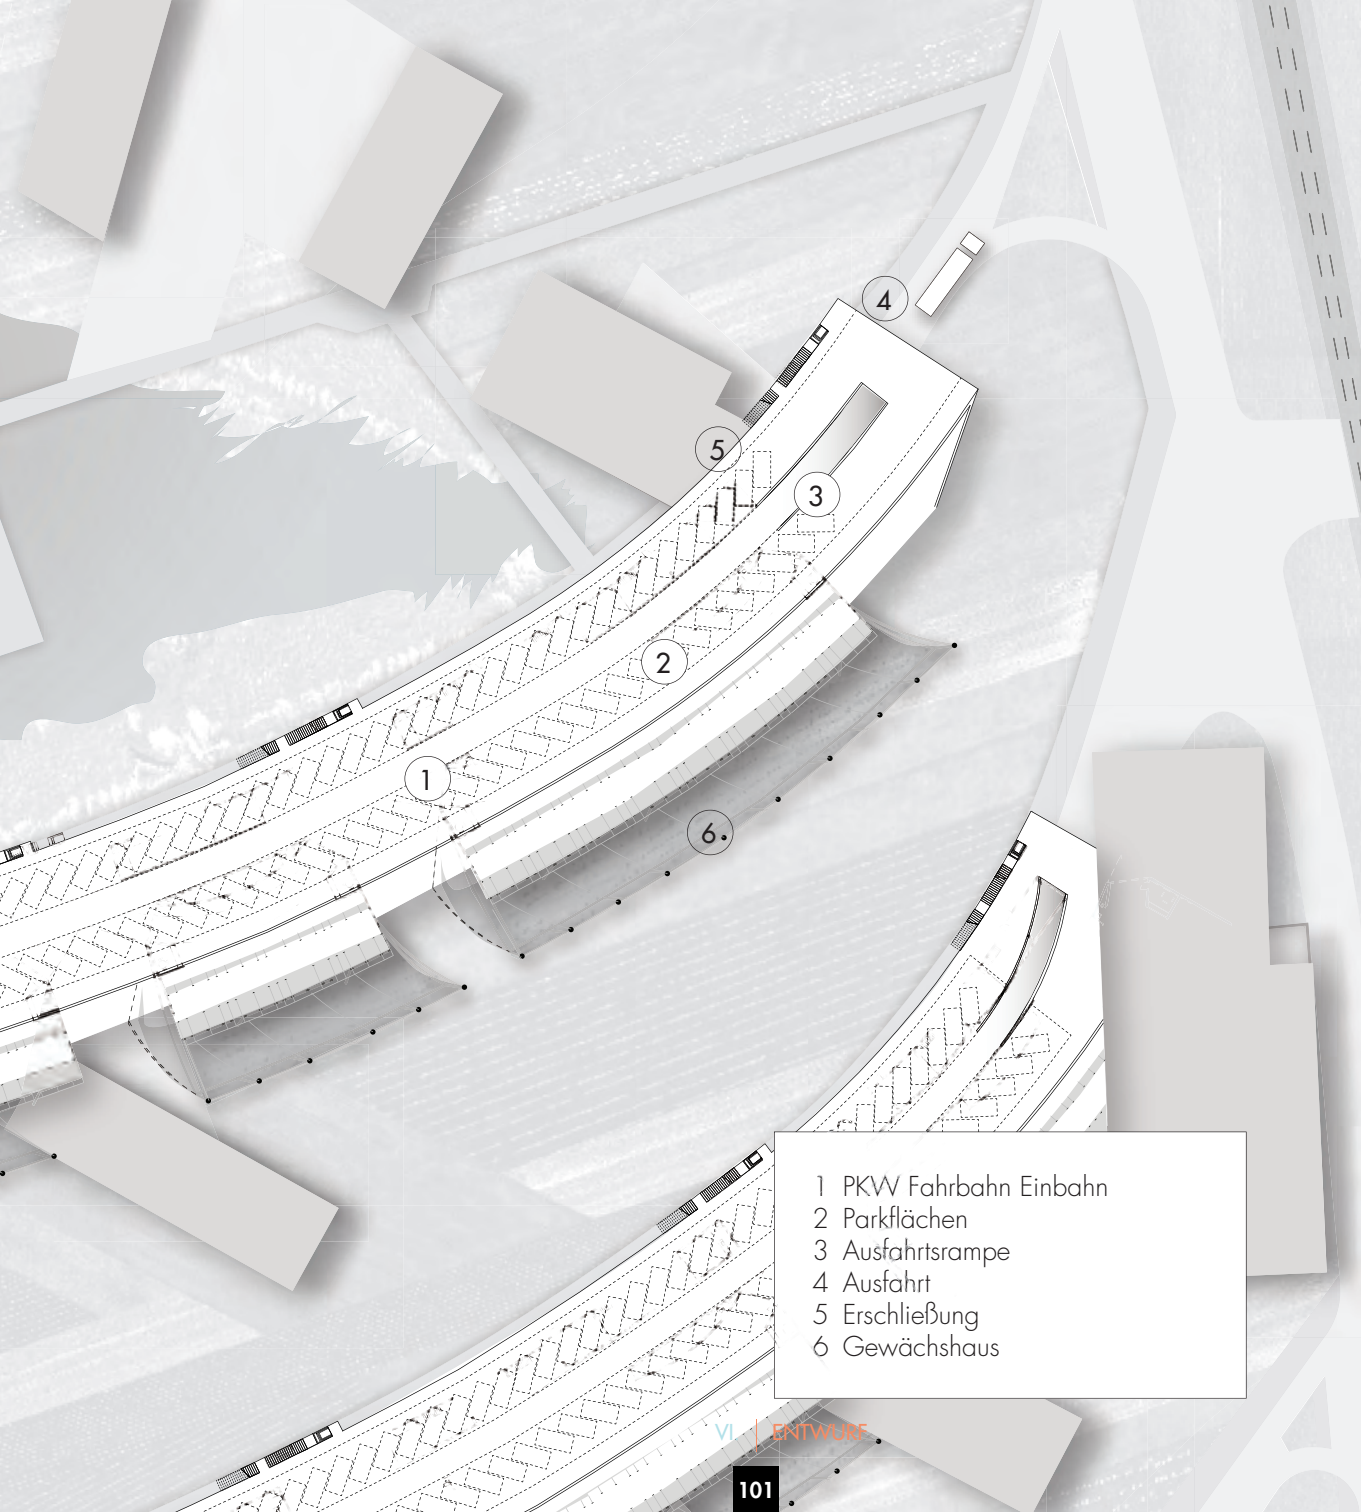 4
5
3
2
1
6
1 PKW Fahrbahn Einbahn
2 Parkflächen
3 Ausfahrtsrampe
4 Ausfahrt
5 Erschließung
6 Gewächshaus
VI | ENTWURF
101